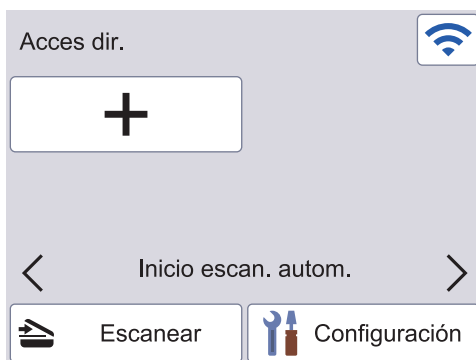 Acces dir.
Inicio escan. autom.
Escanear
Configuración